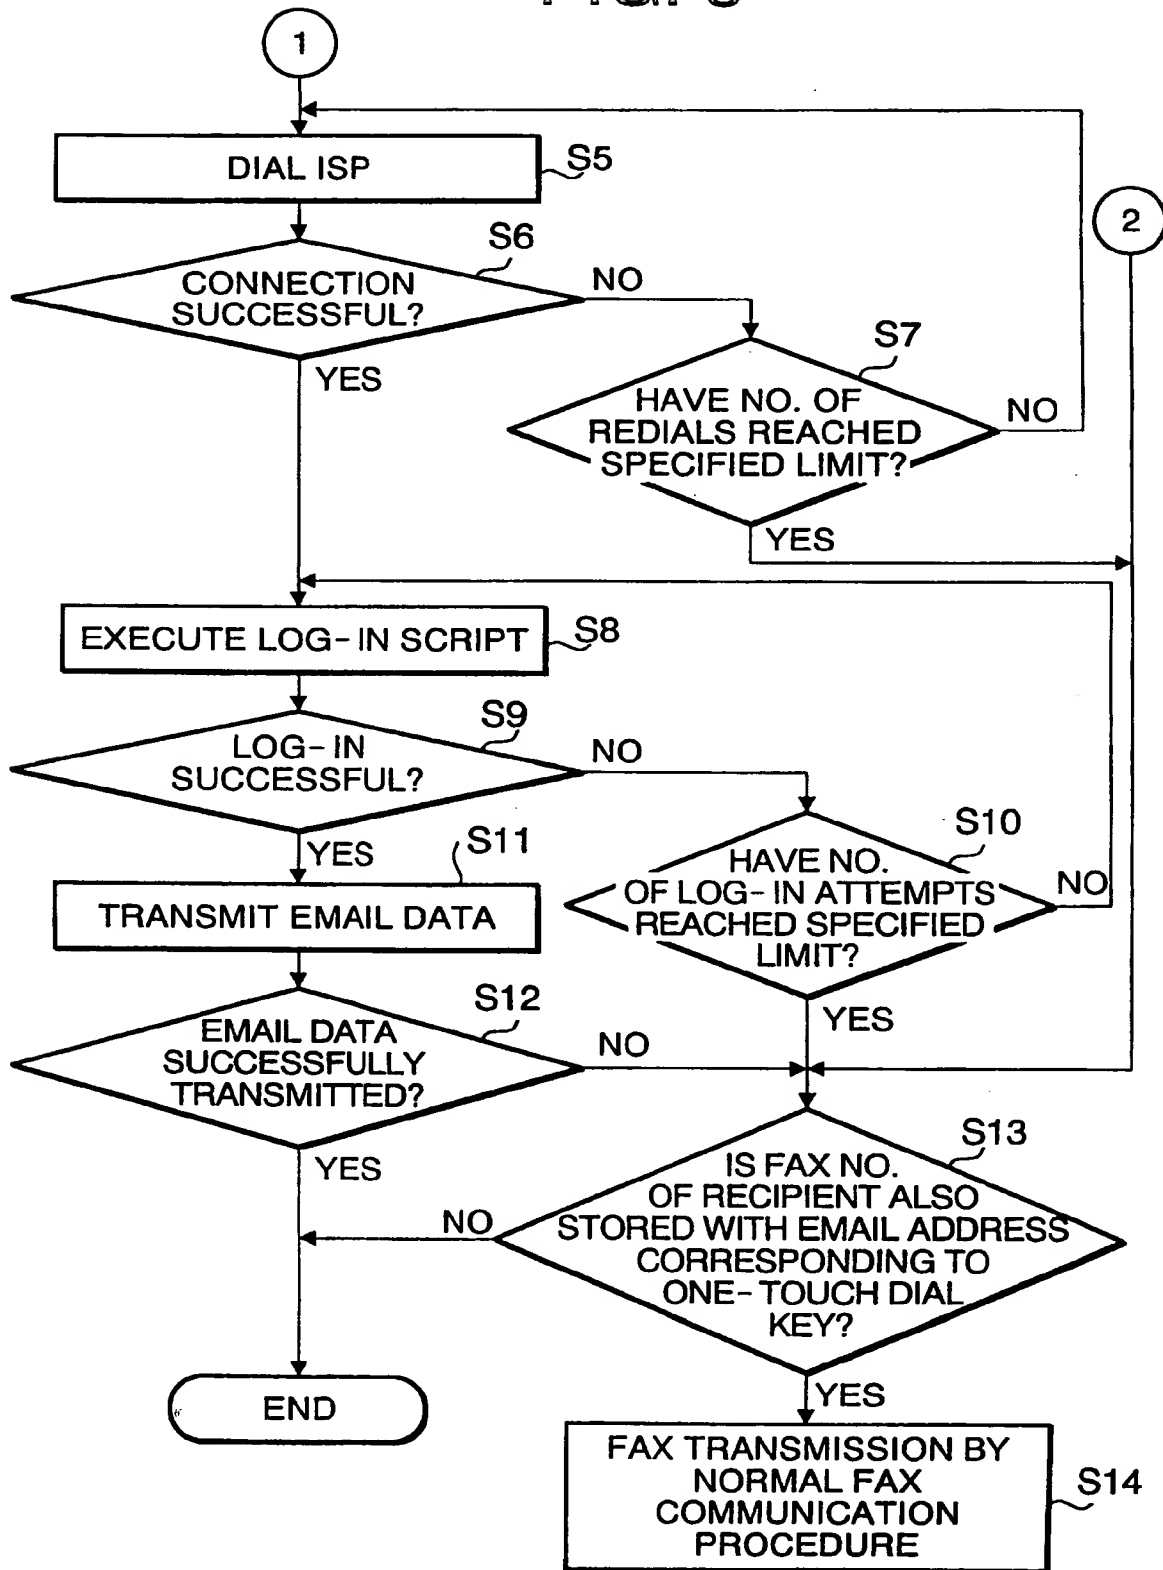 1
DIAL ISP
S5
2
S6
CONNECTION
SUCCESSFUL?
NO
YES
S7
HAVE NO. OF
REDIALS REACHED
SPECIFIED LIMIT?
NO
YES
EXECUTE LOG-IN SCRIPT
S8
S9
LOG-IN
SUCCESSFUL?
NO
YES
S10
HAVE NO.
OF LOG-IN ATTEMPTS
REACHED SPECIFIED
LIMIT?
NO
YES
S11
TRANSMIT EMAIL DATA
S12
EMAIL DATA
SUCCESSFULLY
TRANSMITTED?
NO
YES
S13
IS FAX NO.
OF RECIPIENT ALSO
STORED WITH EMAIL ADDRESS
CORRESPONDING TO
ONE-TOUCH DIAL
KEY?
NO
YES
END
FAX TRANSMISSION BY
NORMAL FAX
COMMUNICATION
PROCEDURE
S14